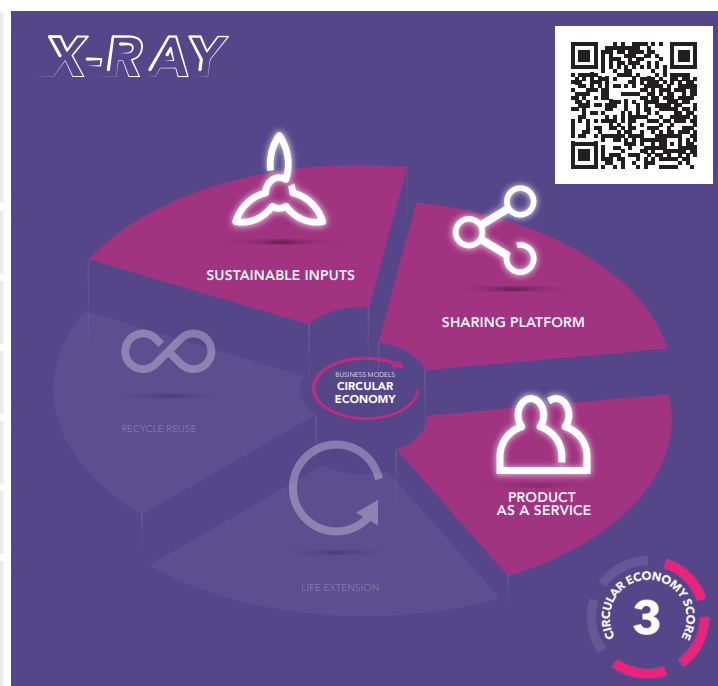 X-RAY
SUSTAINABLE INPUTS
SHARING PLATFORM
RECYCLE REUSE
BUSINESS MODELS
CIRCULAR
ECONOMY
PRODUCT
AS A SERVICE
LIFE EXTENSION
CIRCULAR ECONOMY SCORE
3